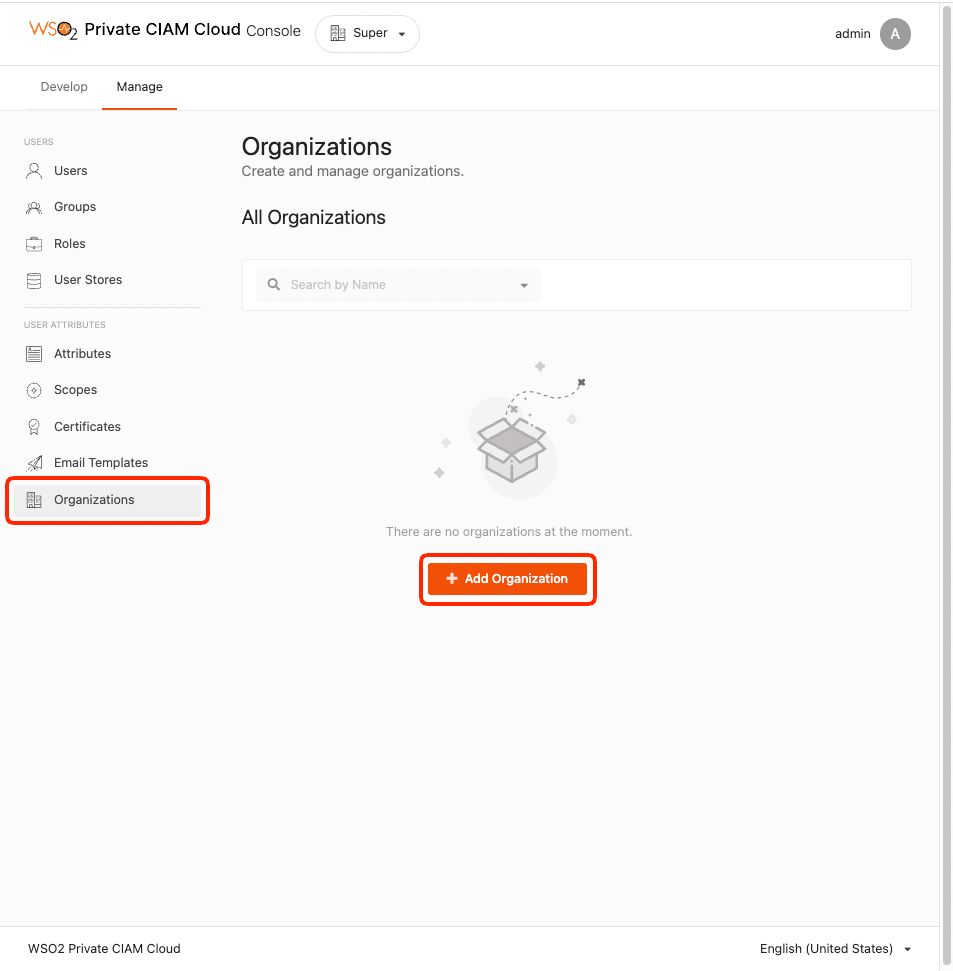 WSO2 Private CIAM Cloud Console
Super
admin
A
Develop
Manage
USERS
Users
Groups
Roles
User Stores
USER ATTRIBUTES
Attributes
Scopes
Certificates
Email Templates
Organizations
Organizations
Create and manage organizations.
All Organizations
Search by Name
There are no organizations at the moment.
Add Organization
WSO2 Private CIAM Cloud
English (United States)